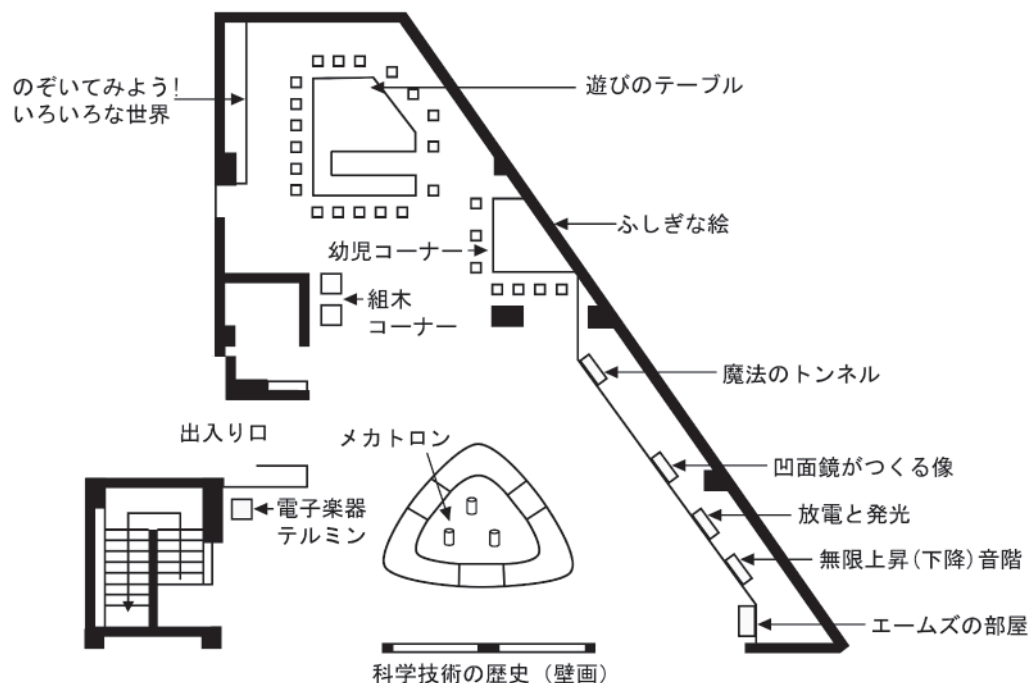 のぞいてみよう!
いろいろな世界
遊びのテーブル
ふしぎな絵
幼児コーナー
組木
コーナー
魔法のトンネル
出入り口
メカトロン
凹面鏡がつくる像
電子楽器
テルミン
放電と発光
無限上昇(下降)音階
エームズの部屋
科学技術の歴史(壁画)